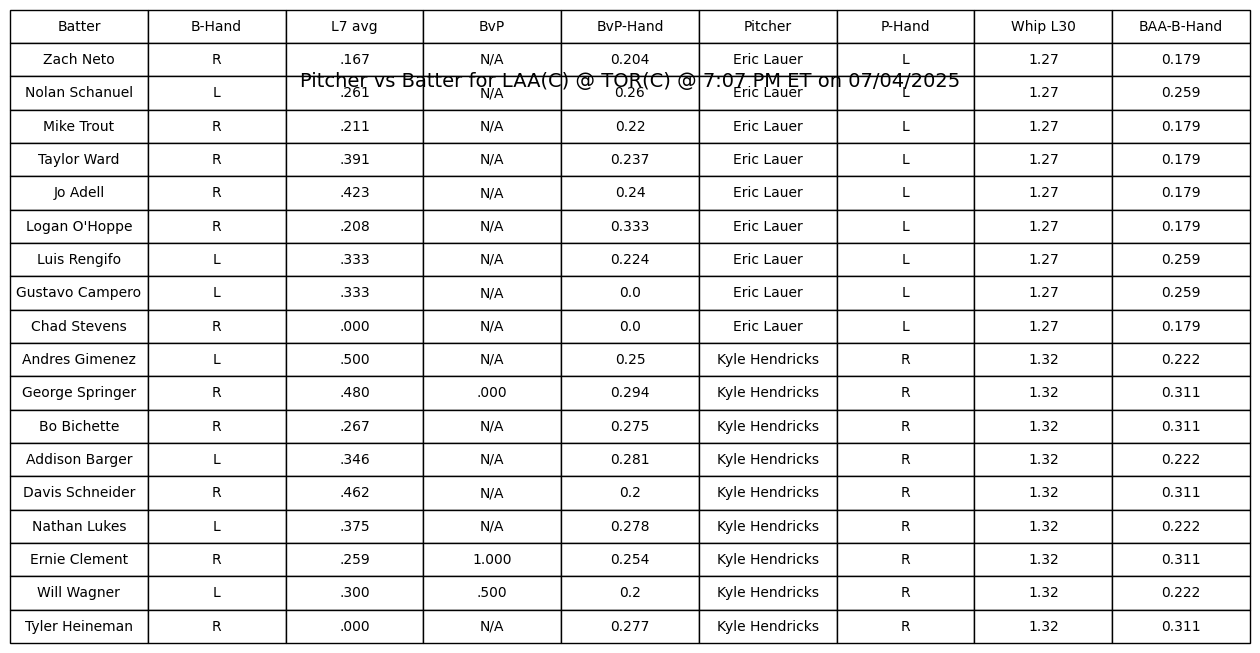 Batter B-Hand L7 avg BvP BvP-Hand Pitcher P-Hand Whip L30 BAA-B-Hand
Zach Neto R .167 N/A 0.204 Eric Lauer L 1.27 0.179
Pitcher vs Batter for LAA(C) @ TOR(C) @ 7:07 PM ET on 07/04/2025
Nolan Schanuel L .261 N/A 0.26 Eric Lauer L 1.27 0.259
Mike Trout R .211 N/A 0.22 Eric Lauer L 1.27 0.179
Taylor Ward R .391 N/A 0.237 Eric Lauer L 1.27 0.179
Jo Adell R .423 N/A 0.24 Eric Lauer L 1.27 0.179
Logan O'Hoppe R .208 N/A 0.333 Eric Lauer L 1.27 0.179
Luis Rengifo L .333 N/A 0.224 Eric Lauer L 1.27 0.259
Gustavo Campero L .333 N/A 0.0 Eric Lauer L 1.27 0.259
Chad Stevens R .000 N/A 0.0 Eric Lauer L 1.27 0.179
Andres Gimenez L .500 N/A 0.25 Kyle Hendricks R 1.32 0.222
George Springer R .480 .000 0.294 Kyle Hendricks R 1.32 0.311
Bo Bichette R .267 N/A 0.275 Kyle Hendricks R 1.32 0.311
Addison Barger L .346 N/A 0.281 Kyle Hendricks R 1.32 0.222
Davis Schneider R .462 N/A 0.2 Kyle Hendricks R 1.32 0.311
Nathan Lukes L .375 N/A 0.278 Kyle Hendricks R 1.32 0.222
Ernie Clement R .259 1.000 0.254 Kyle Hendricks R 1.32 0.311
Will Wagner L .300 .500 0.2 Kyle Hendricks R 1.32 0.222
Tyler Heineman R .000 N/A 0.277 Kyle Hendricks R 1.32 0.311